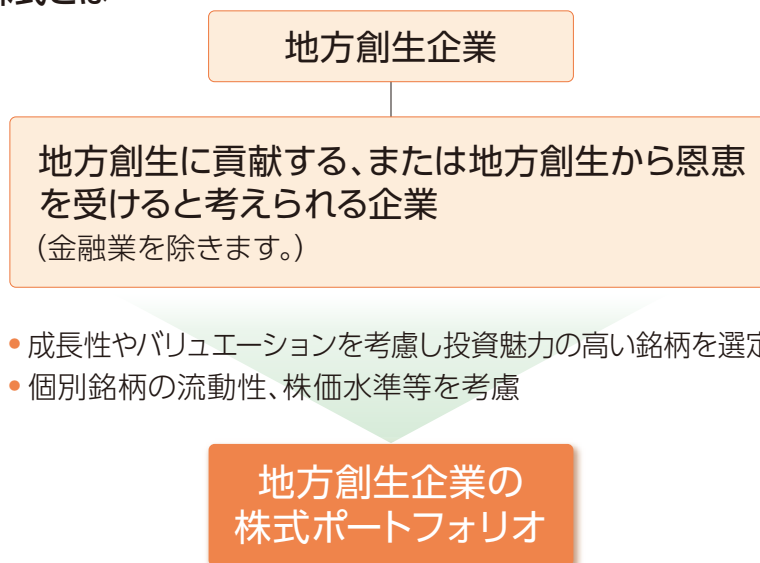 株式とは
地方創生企業
地方創生に貢献する、または地方創生から恩恵
を受けると考えられる企業
(金融業を除きます。)
• 成長性やバリュエーションを考慮し投資魅力の高い銘柄を選定
• 個別銘柄の流動性、株価水準等を考慮
地方創生企業の
株式ポートフォリオ